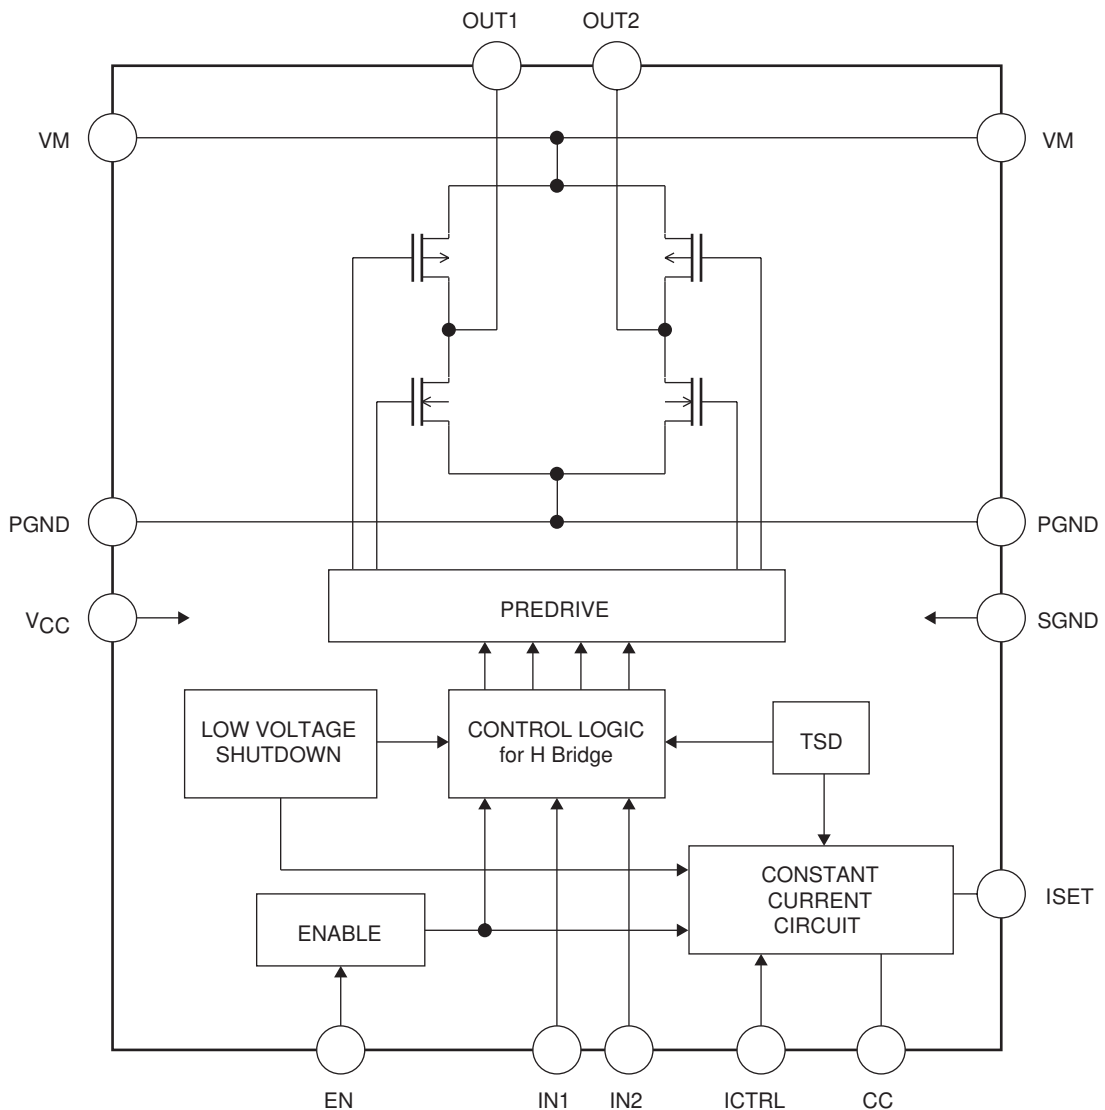 OUT1
OUT2
VM
VM
PGND
PGND
VCC
SGND
PREDRIVE
LOW VOLTAGE
SHUTDOWN
CONTROL LOGIC
for H Bridge
TSD
CONSTANT
CURRENT
CIRCUIT
ISET
ENABLE
EN
IN1
IN2
ICTRL
CC